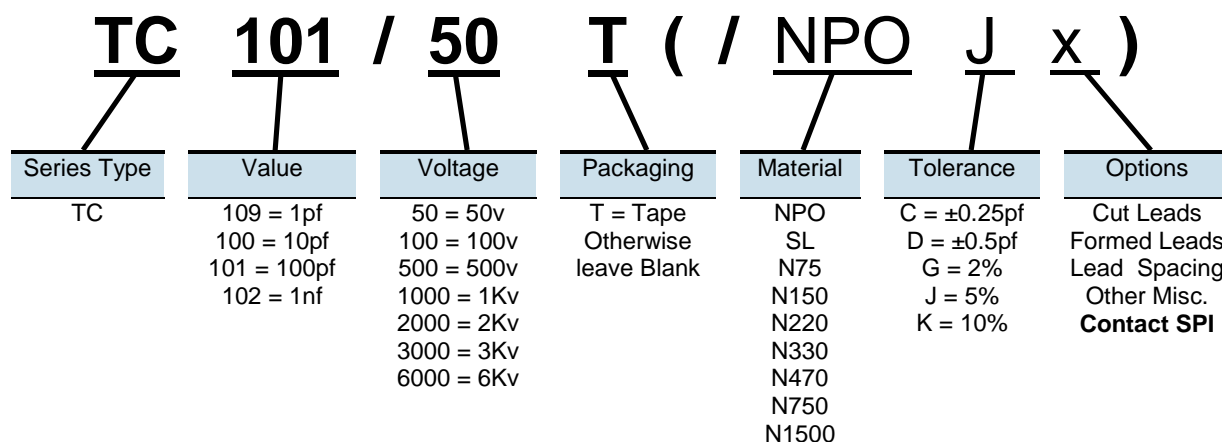 TC 101 / 50 T ( / NPO J x )
Series Type Value Voltage Packaging Material Tolerance Options
TC 109 = 1pf 50 = 50v T = Tape NPO C = ±0.25pf Cut Leads
100 = 10pf 100 = 100v Otherwise SL D = ±0.5pf Formed Leads
101 = 100pf 500 = 500v leave Blank N75 G = 2% Lead Spacing
102 = 1nf 1000 = 1Kv N150 J = 5% Other Misc.
2000 = 2Kv N220 K = 10% Contact SPI
3000 = 3Kv N330
6000 = 6Kv N470
N750
N1500